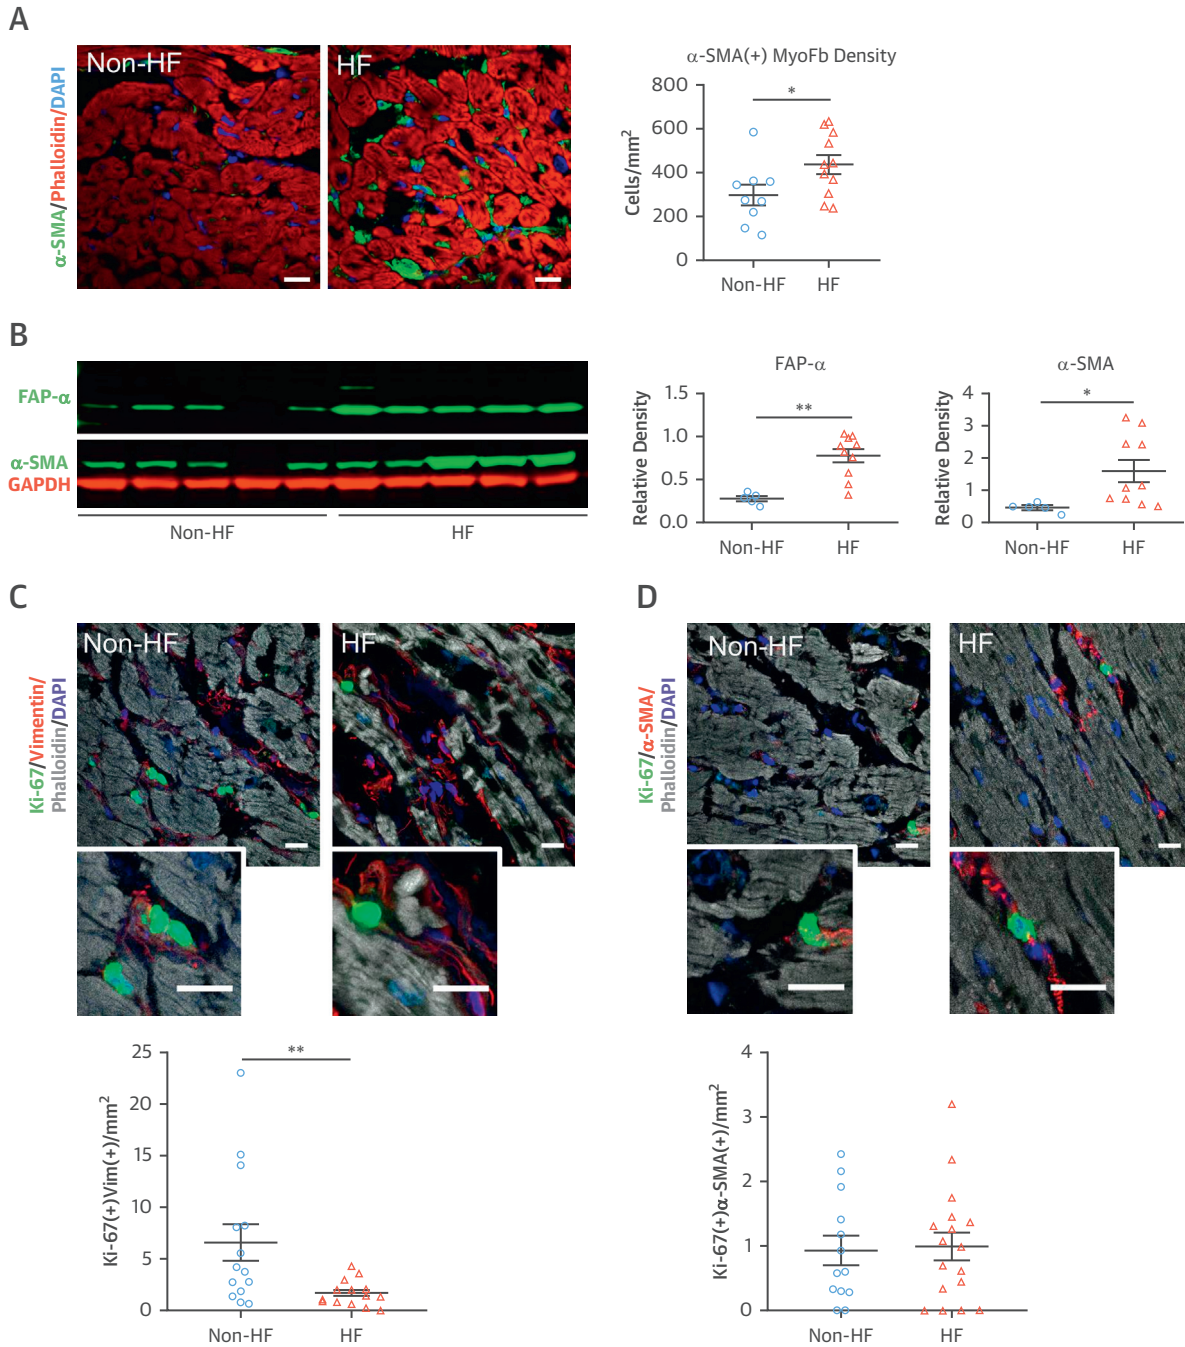 A
α-SMA/Phalloidin/DAPI
Non-HF
HF
α-SMA(+) MyoFb Density
*
Cells/mm²
800
600
400
200
0
Non-HF
HF
B
FAP-α
α-SMA
GAPDH
Non-HF
HF
FAP-α
**
Relative Density
1.5
1.0
0.5
0.0
Non-HF
HF
α-SMA
*
Relative Density
4
3
2
1
0
Non-HF
HF
C
Ki-67/Vimentin/
Phalloidin/DAPI
Non-HF
HF
**
Ki-67(+)Vim(+)/mm²
25
20
15
10
5
0
Non-HF
HF
D
Ki-67/α-SMA/
Phalloidin/DAPI
Non-HF
HF
Ki-67(+)α-SMA(+)/mm²
4
3
2
1
0
Non-HF
HF